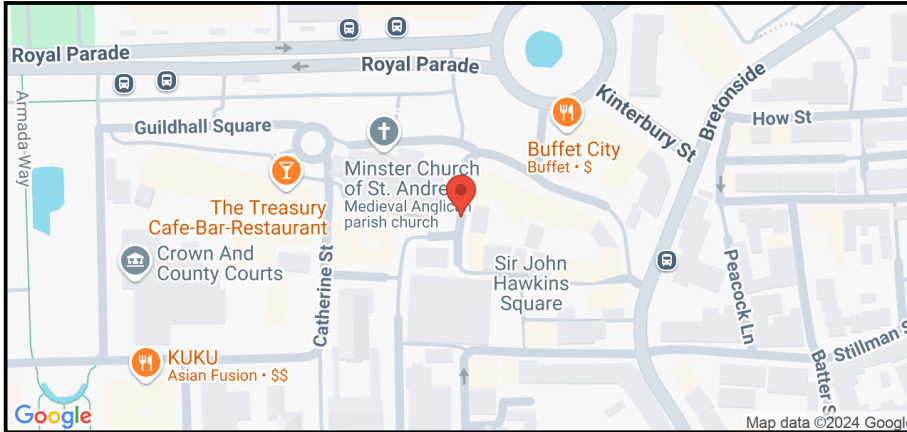 Royal Parade
Royal Parade
Armada-Way
Guildhall Square
Kinterbury St
Bretonside
How St
Buffet City
Buffet • $
Minster Church
of St. Andre
Medieval Anglican
parish church
The Treasury
Cafe-Bar-Restaurant
Crown And
County Courts
Catherine St
Sir John
Hawkins
Square
Peacock Ln
KUKU
Asian Fusion • $$
Batter S
Stillman S
Google
Map data ©2024 Google